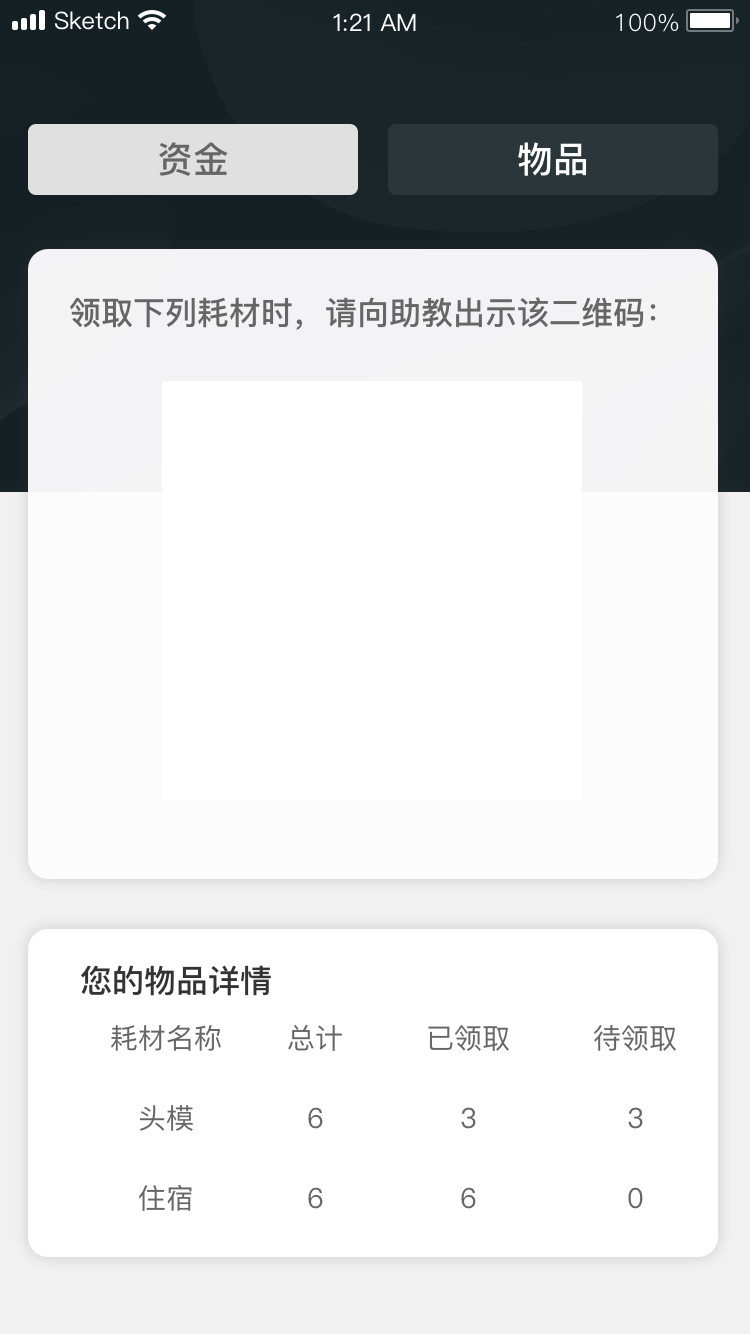 Sketch 1:21 AM 100%
资金 物品
领取下列耗材时，请向助教出示该二维码：
您的物品详情
耗材名称 总计 已领取 待领取
头模 6 3 3
住宿 6 6 0